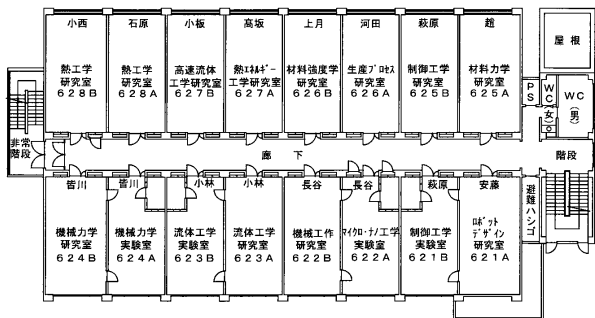 小西
熱工学
研究室
628B
石原
熱工学
研究室
628A
小板
高速流体
工学研究室
627B
高坂
熱エネルギー
工学研究室
627A
上月
材料強度学
研究室
626B
河田
生産プロセス
研究室
626A
萩原
制御工学
研究室
625B
趙
材料力学
研究室
625A
屋根
PS
WC(女)
WC(男)
非常
階段
廊下
階段
皆川
機械力学
研究室
624B
皆川
機械力学
実験室
624A
小林
流体工学
実験室
623B
小林
流体工学
研究室
623A
長谷
機械工作
研究室
622B
長谷
マイクロ・ナノ工学
実験室
622A
萩原
制御工学
実験室
621B
安藤
ロボット
デザイン
研究室
621A
避難ハシゴ